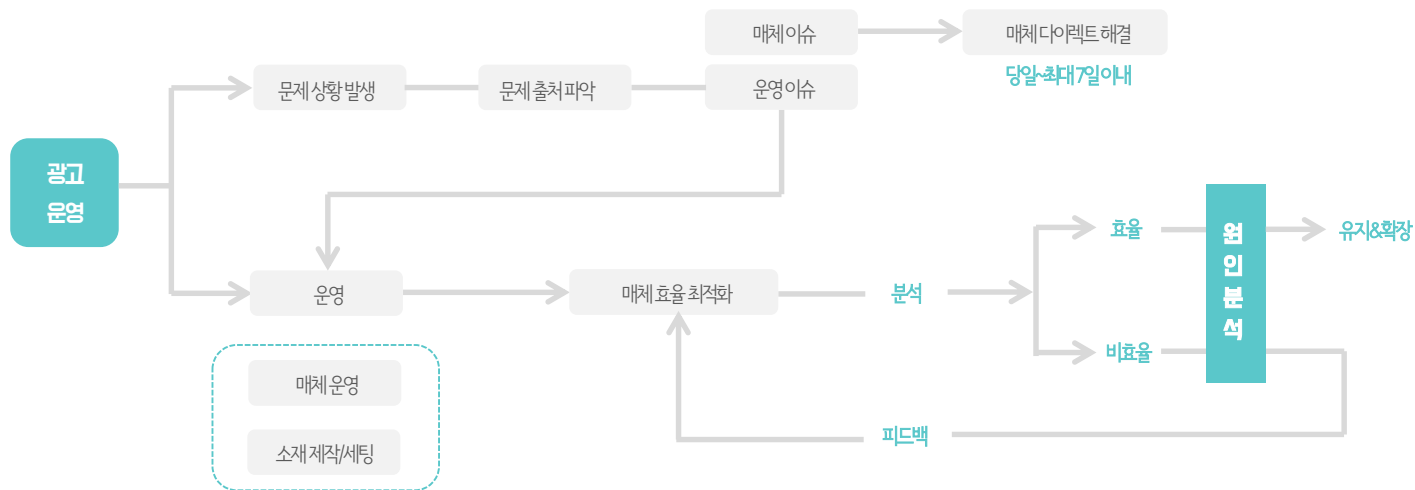 매체 이슈
매체 다이렉트 해결
당일~최대 7일이내
문제 상황 발생
문제 출처 파악
운영 이슈
광고
운영
운영
매체 효율 최적화
분석
효율
비효율
원
인
분
석
유지&확장
매체 운영
소재 제작/세팅
피드백